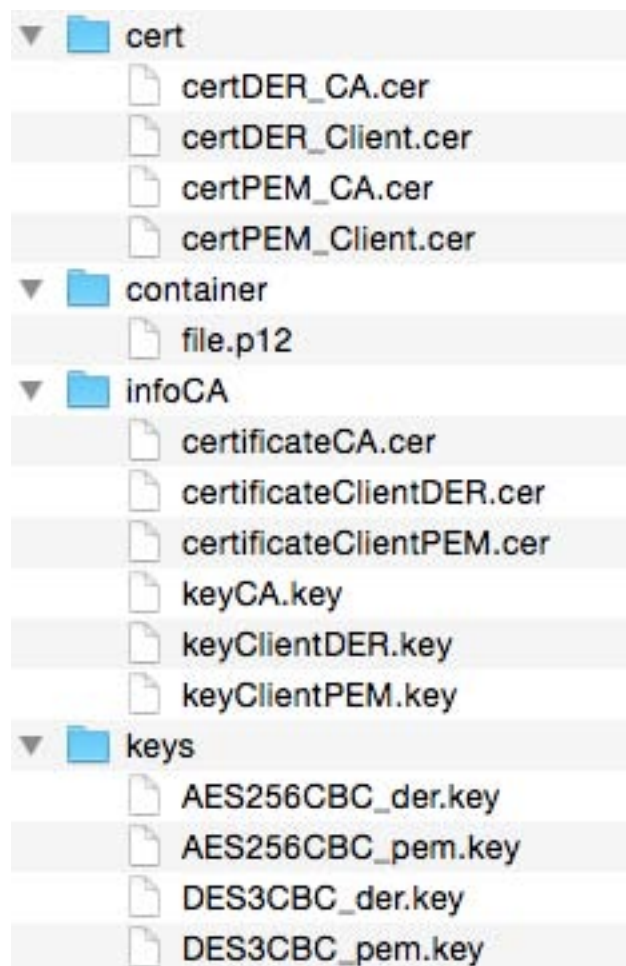 cert
certDER_CA.cer
certDER_Client.cer
certPEM_CA.cer
certPEM_Client.cer
container
file.p12
infoCA
certificateCA.cer
certificateClientDER.cer
certificateClientPEM.cer
keyCA.key
keyClientDER.key
keyClientPEM.key
keys
AES256CBC_der.key
AES256CBC_pem.key
DES3CBC_der.key
DES3CBC_pem.key